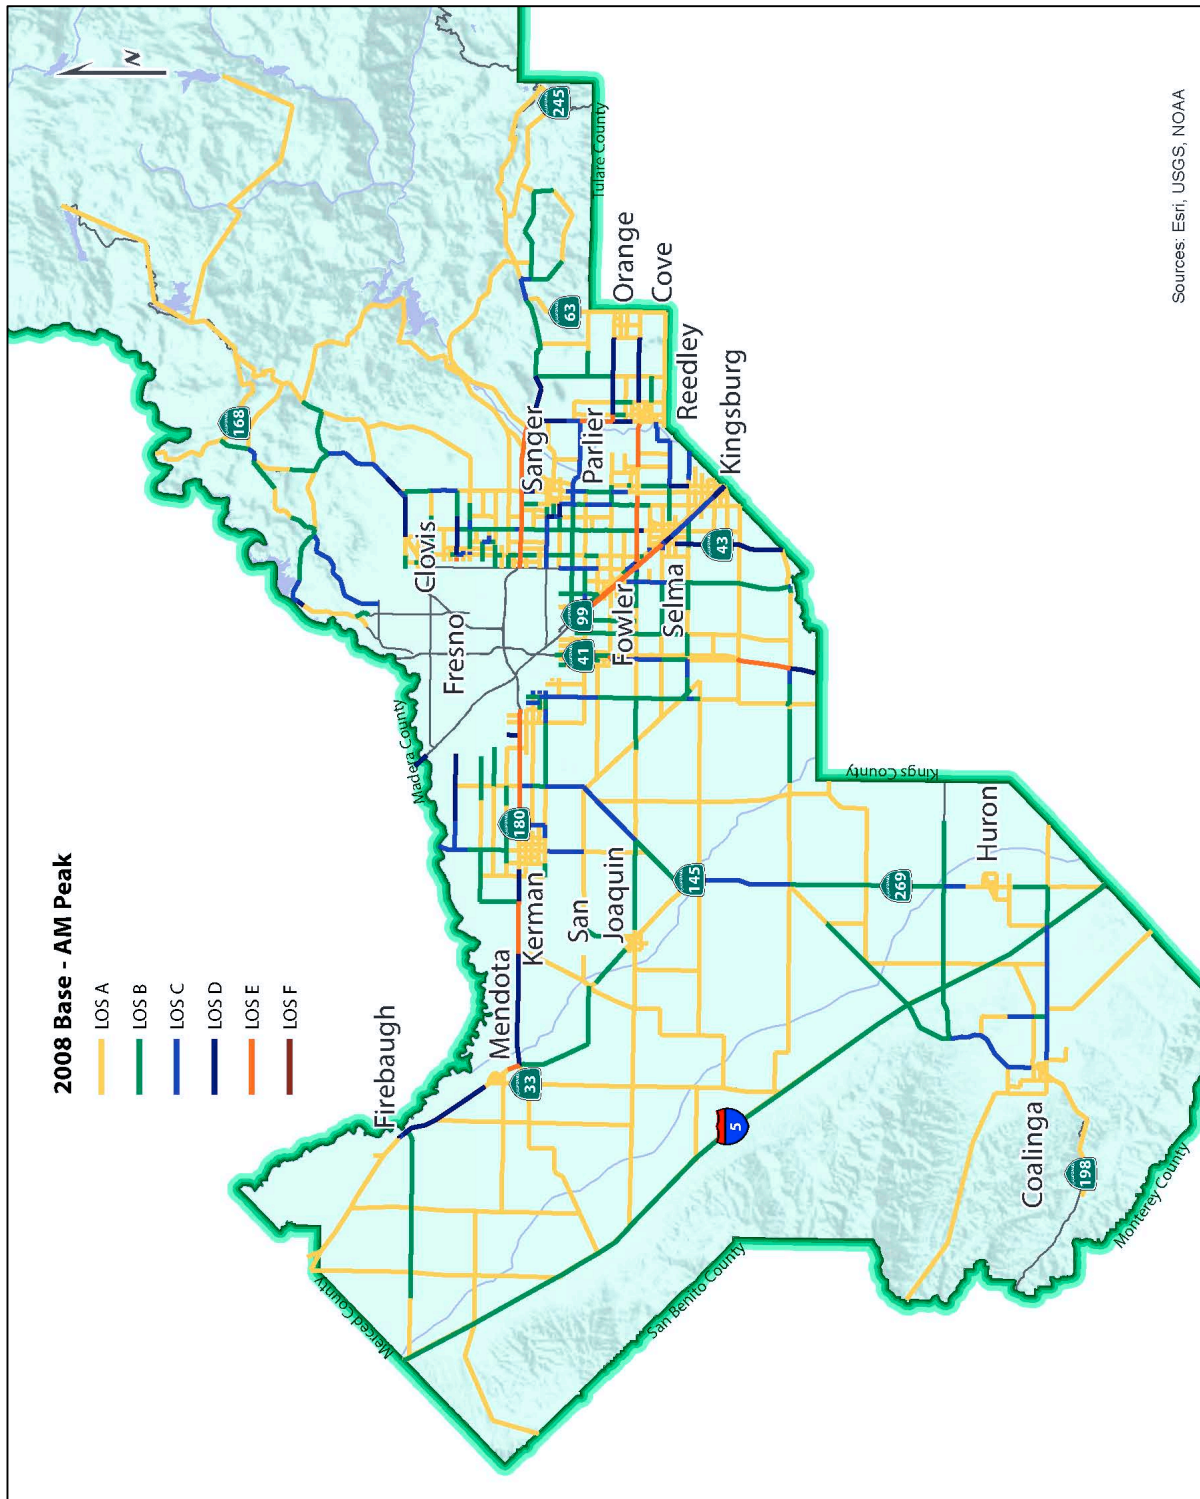 2008 Base - AM Peak
LOS A
LOS B
LOS C
LOS D
LOS E
LOS F
N
Firebaugh
Mendota
Kerman
San
Joaquin
Fresno
Clovis
Sanger
Parlier
Fowler
Selma
Reedley
Kingsburg
Orange
Cove
Huron
Coalinga
Merced County
Madera County
San Benito County
Monterey County
Kings County
Tulare County
168
245
63
180
99
41
43
145
33
269
5
198
Sources: Esri, USGS, NOAA